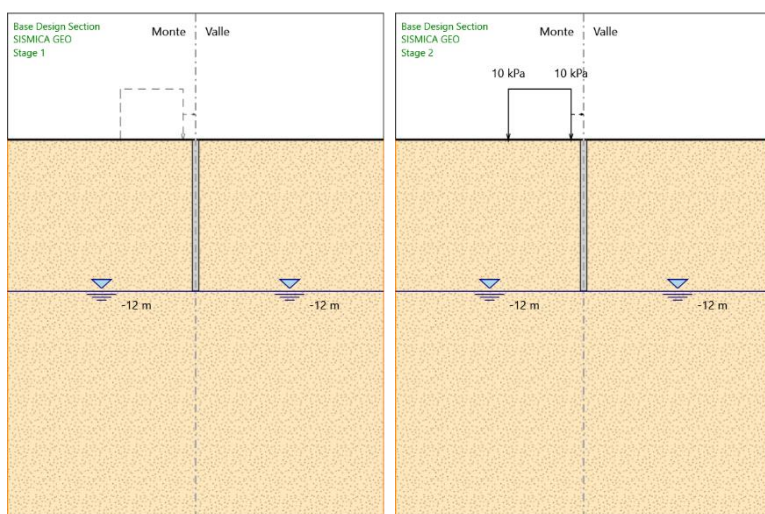 Base Design Section
SISMICA GEO
Stage 1
Monte Valle
-12 m -12 m
Base Design Section
SISMICA GEO
Stage 2
Monte Valle
10 kPa 10 kPa
-12 m -12 m